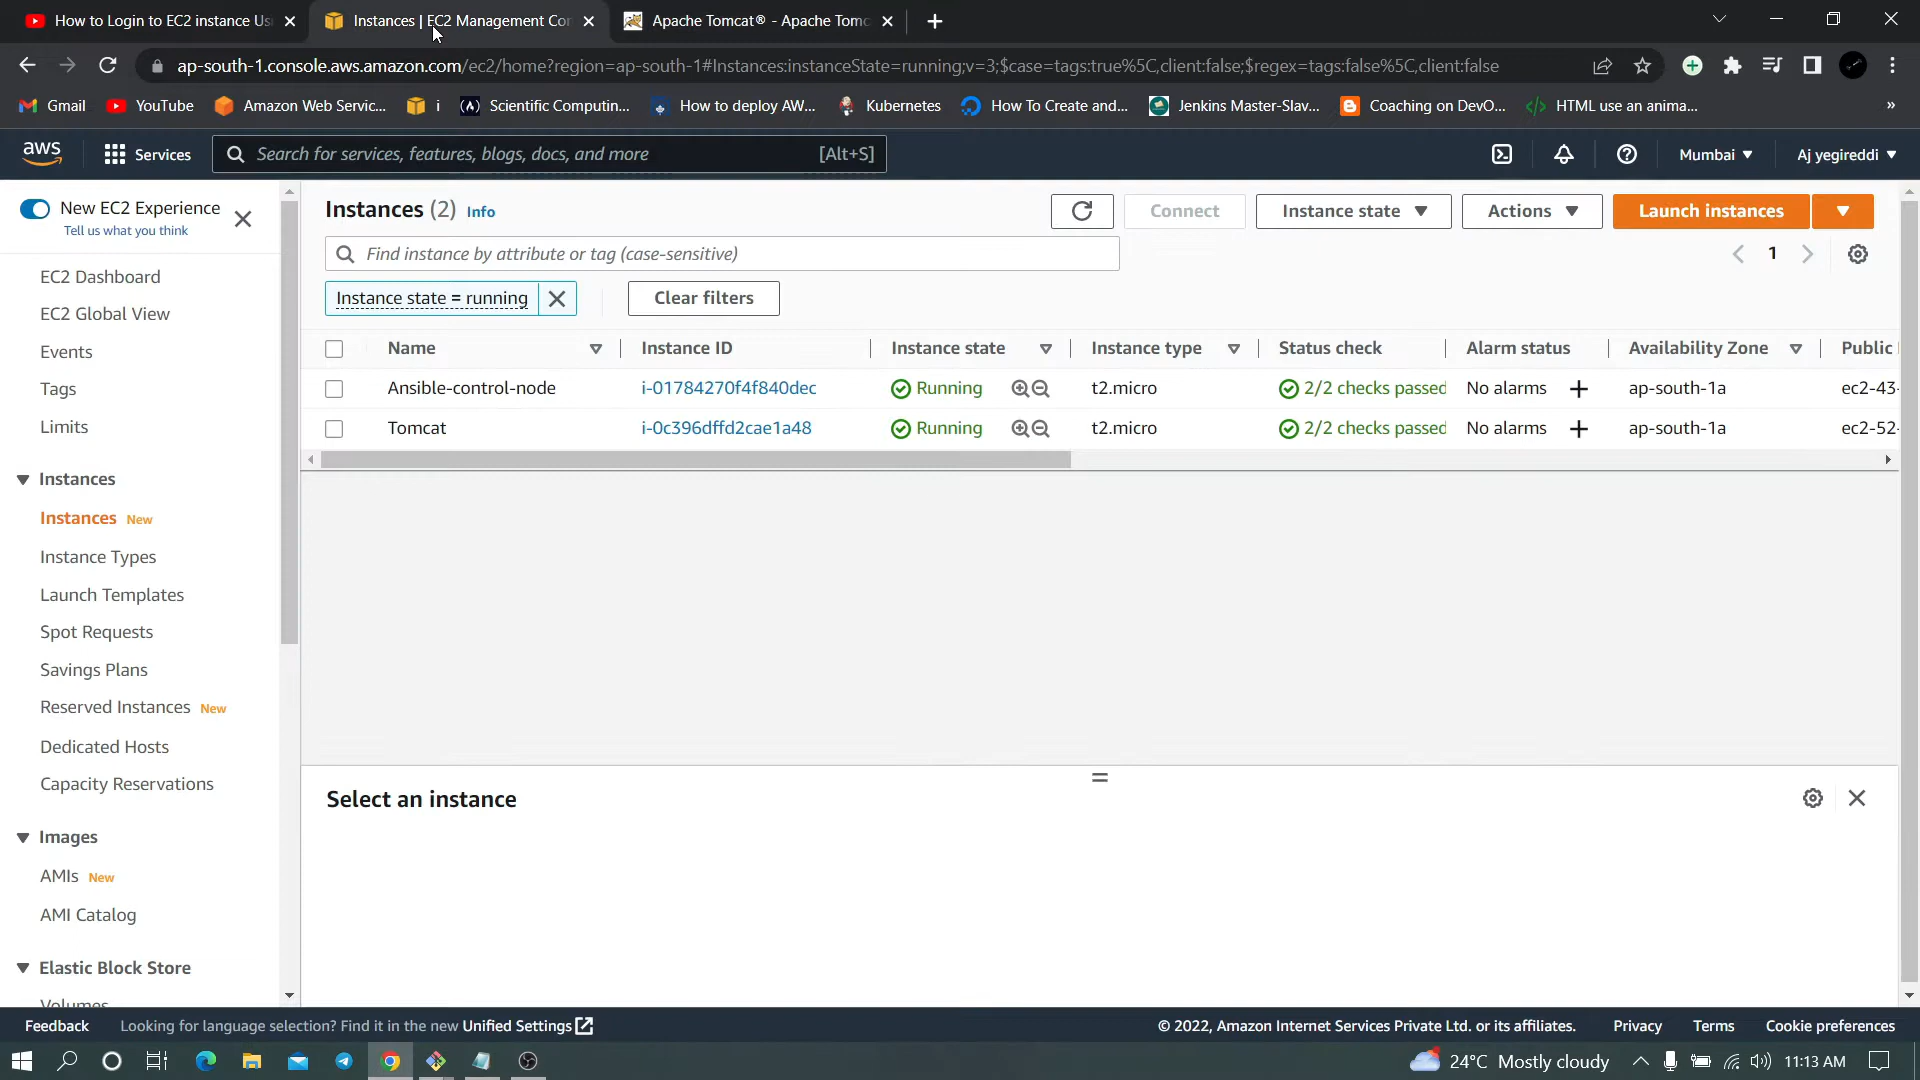 How to Login to EC2 instance Us
Instances | EC2 Management Con
Apache Tomcat® - Apache Tomc
ap-south-1.console.aws.amazon.com/ec2/home?region=ap-south-1#Instances:instanceState=running;v=3;$case=tags:true%5C,client:false;$regex=tags:false%5C,client:false
Gmail
YouTube
Amazon Web Servic...
i
Scientific Computin...
How to deploy AW...
Kubernetes
How To Create and...
Jenkins Master-Slav...
Coaching on DevO...
HTML use an anima...
»
aws
Services
Search for services, features, blogs, docs, and more
[Alt+S]
Mumbai
Aj yegireddi
New EC2 Experience
Tell us what you think
EC2 Dashboard
EC2 Global View
Events
Tags
Limits
Instances
Instances New
Instance Types
Launch Templates
Spot Requests
Savings Plans
Reserved Instances New
Dedicated Hosts
Capacity Reservations
Images
AMIs New
AMI Catalog
Elastic Block Store
Volumes
Instances (2) Info
Connect
Instance state
Actions
Launch instances
Find instance by attribute or tag (case-sensitive)
1
Instance state = running
Clear filters
Name Instance ID Instance state Instance type Status check Alarm status Availability Zone Public
Ansible-control-node i-01784270f4f840dec Running t2.micro 2/2 checks passed No alarms + ap-south-1a ec2-43-
Tomcat i-0c396dffd2cae1a48 Running t2.micro 2/2 checks passed No alarms + ap-south-1a ec2-52-
Select an instance
Feedback
Looking for language selection? Find it in the new Unified Settings
© 2022, Amazon Internet Services Private Ltd. or its affiliates.
Privacy
Terms
Cookie preferences
24°C Mostly cloudy
11:13 AM